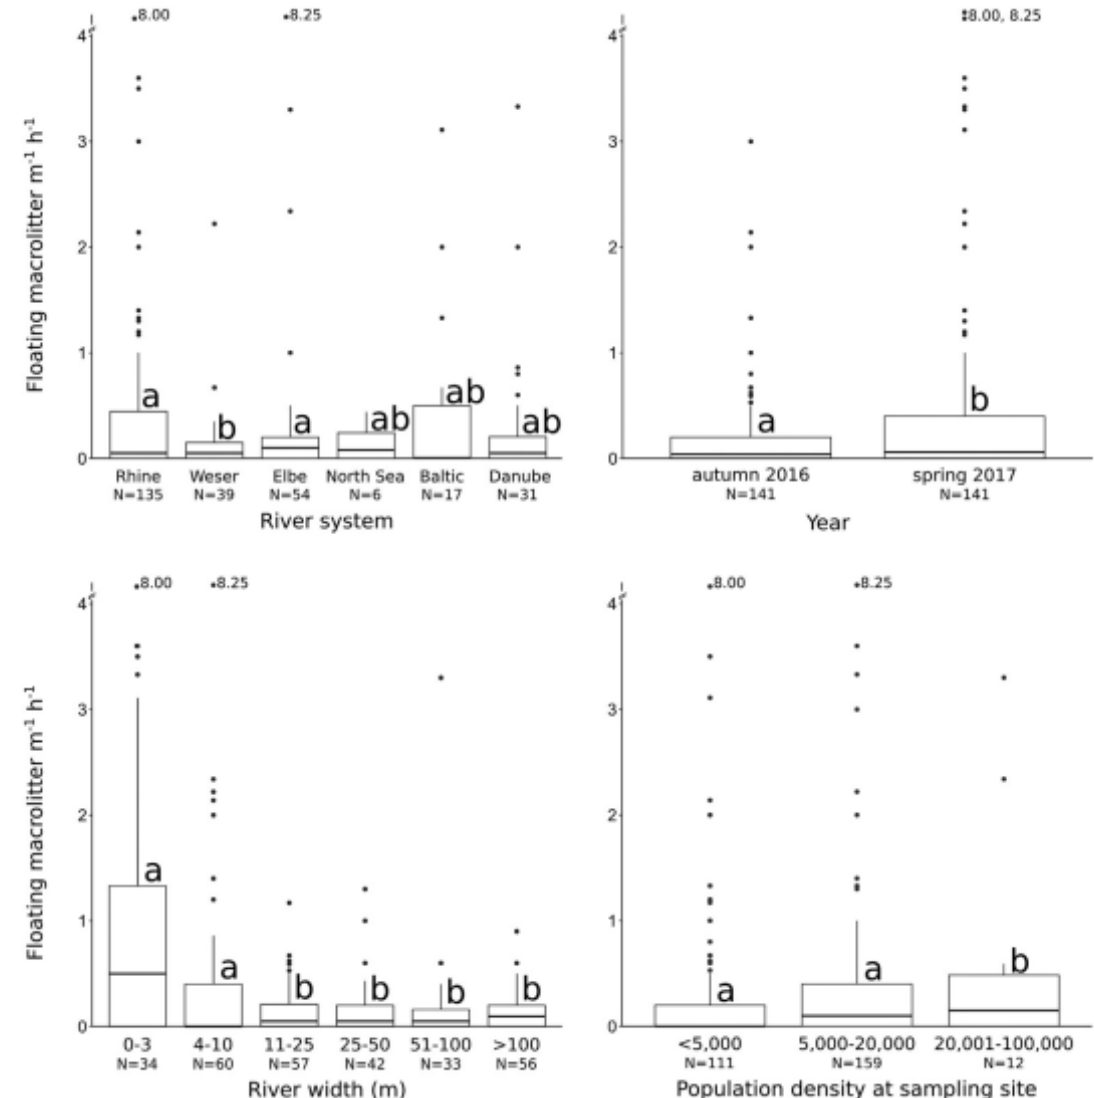 8.00
8.25
4
3
2
1
0
Floating macrolitter m-1 h-1
a
b
a
ab
ab
ab
Rhine Weser Elbe North Sea Baltic Danube
N=135 N=39 N=54 N=6 N=17 N=31
River system
8.00, 8.25
4
3
2
1
0
a
b
autumn 2016 spring 2017
N=141 N=141
Year
8.00
8.25
4
3
2
1
0
Floating macrolitter m-1 h-1
a
a
b
b
b
b
0-3 4-10 11-25 25-50 51-100 >100
N=34 N=60 N=57 N=42 N=33 N=56
River width (m)
8.00
8.25
4
3
2
1
0
a
a
b
<5,000 5,000-20,000 20,001-100,000
N=111 N=159 N=12
Population density at sampling site